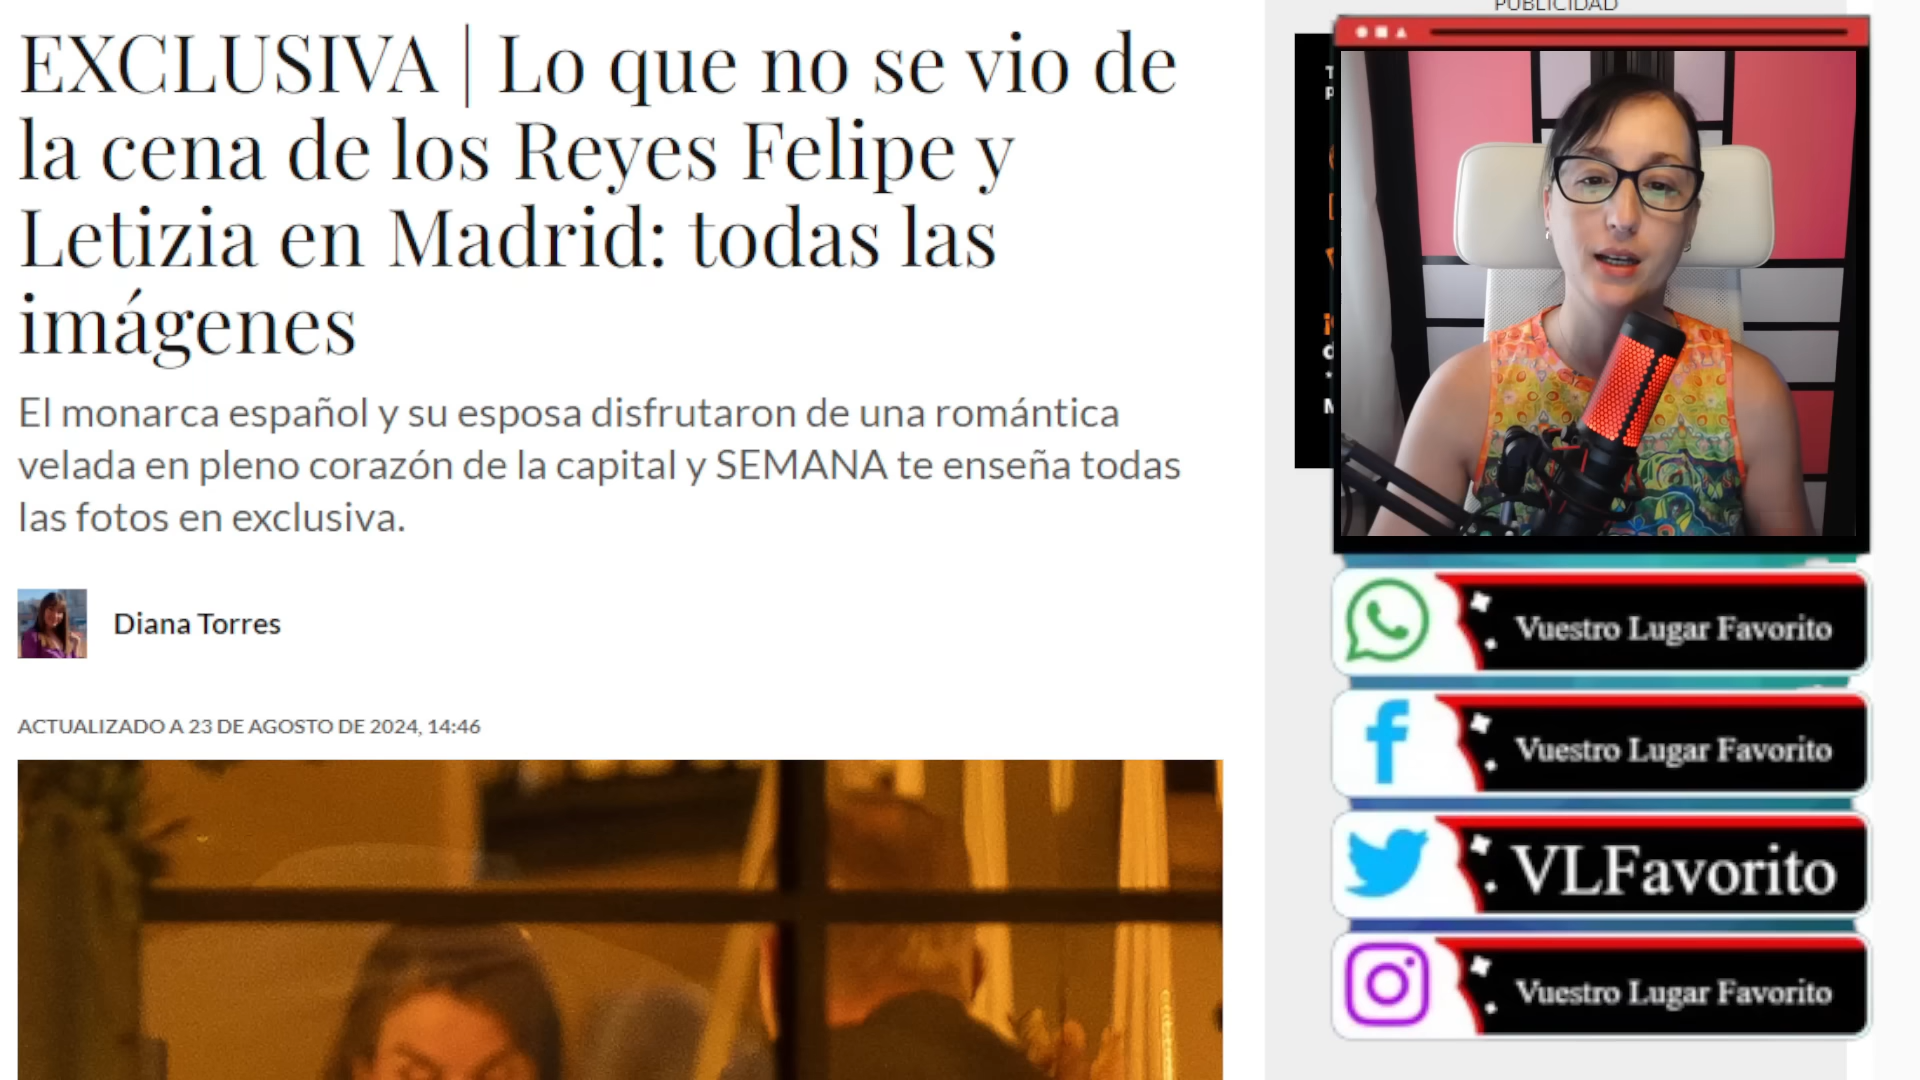 PUBLICIDAD
EXCLUSIVA | Lo que no se vio de
la cena de los Reyes Felipe y
Letizia en Madrid: todas las
imágenes
El monarca español y su esposa disfrutaron de una romántica
velada en pleno corazón de la capital y SEMANA te enseña todas
las fotos en exclusiva.
Diana Torres
ACTUALIZADO A 23 DE AGOSTO DE 2024, 14:46
Vuestro Lugar Favorito
Vuestro Lugar Favorito
VLFavorito
Vuestro Lugar Favorito